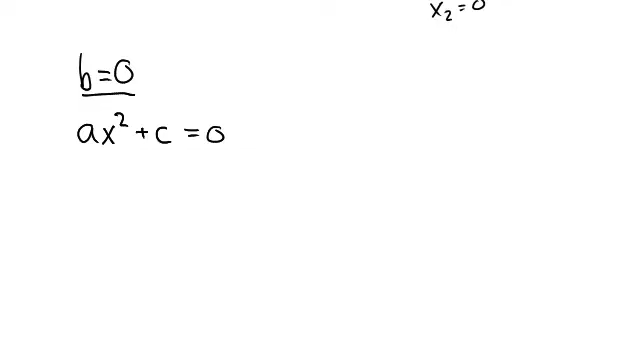 x₂ = 0
b = 0
ax² + c = 0